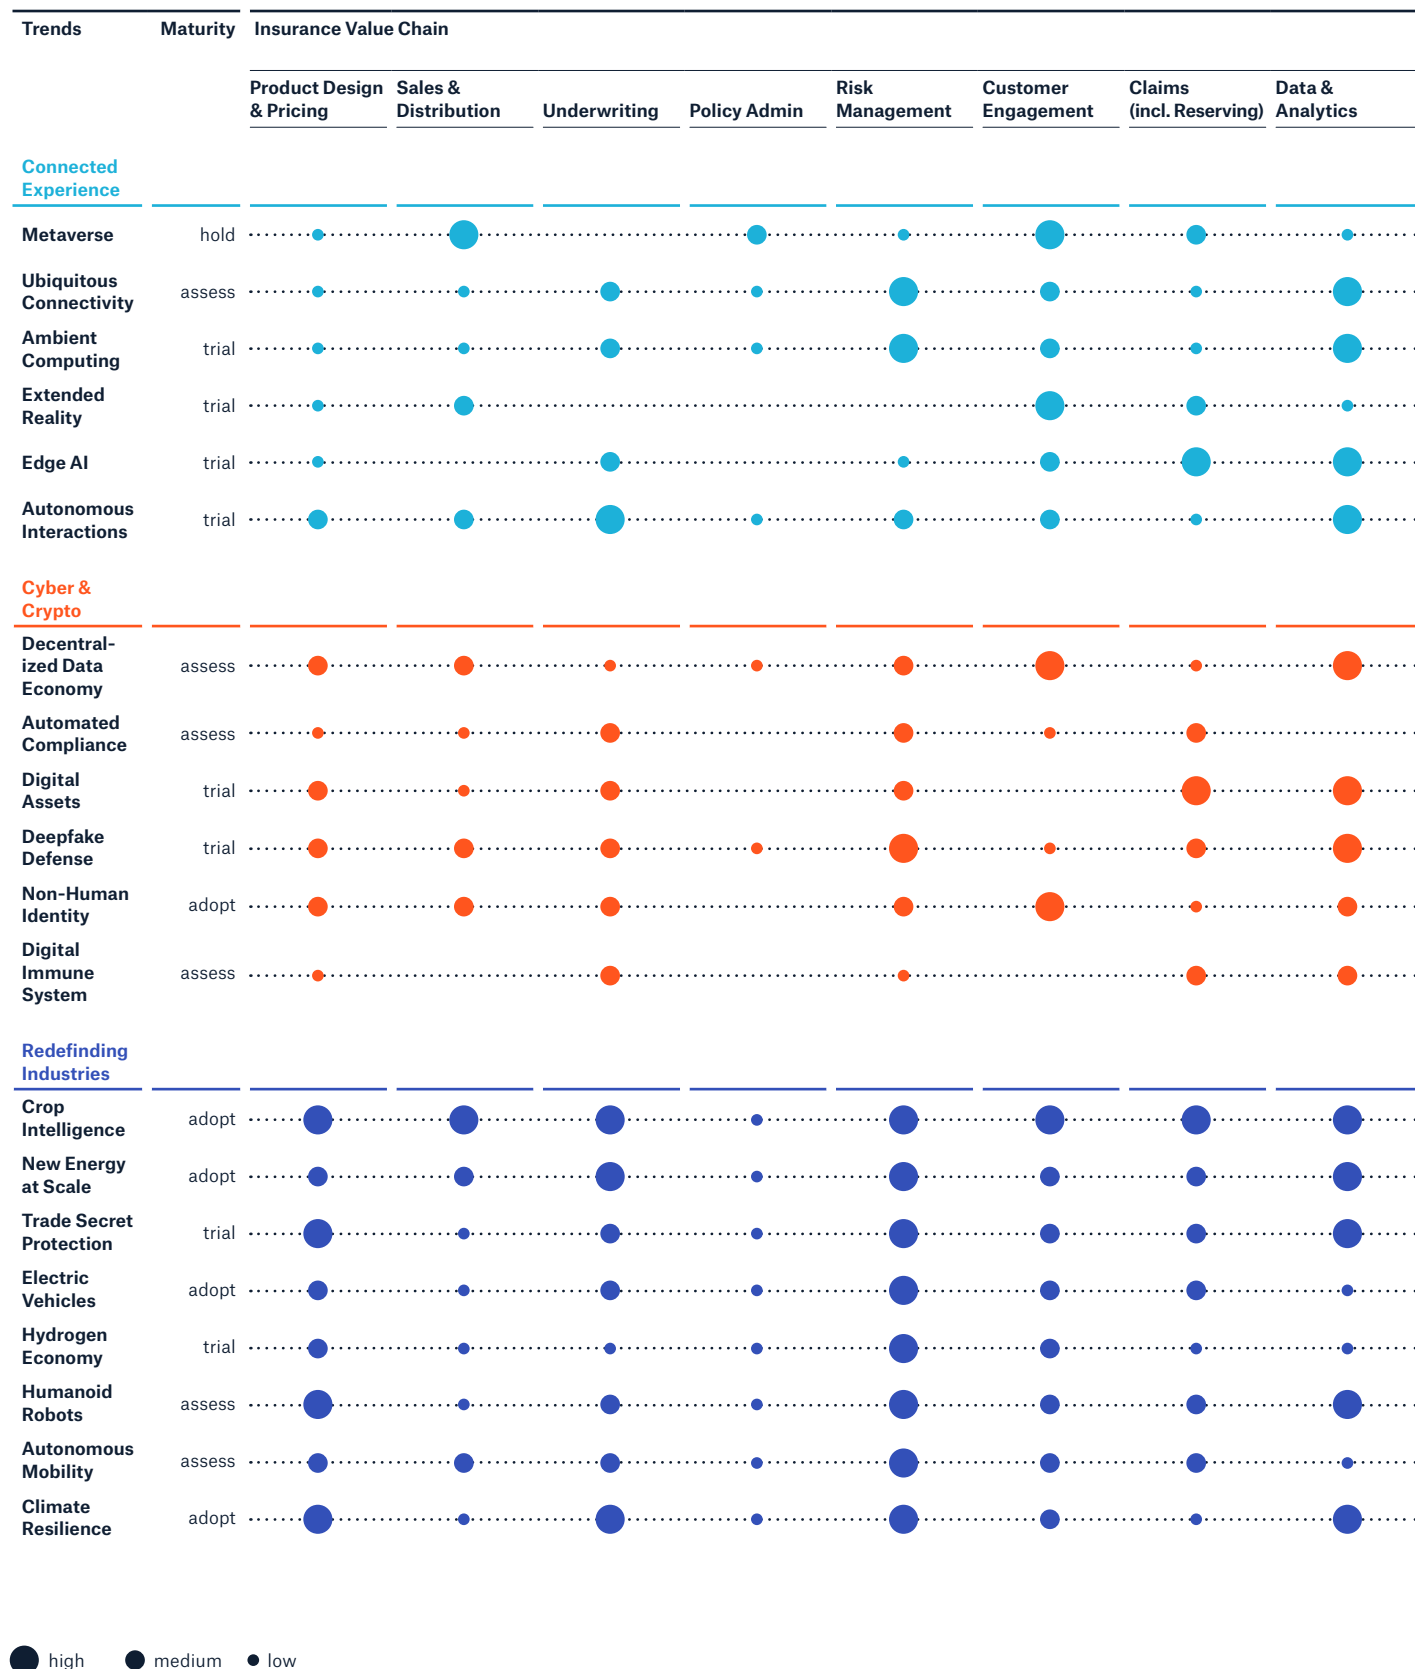 Trends Maturity Insurance Value Chain
Product Design Sales & Risk Customer Claims Data &
& Pricing Distribution Underwriting Policy Admin Management Engagement (incl. Reserving) Analytics
Connected
Experience
Metaverse hold
Ubiquitous
Connectivity assess
Ambient
Computing trial
Extended
Reality trial
Edge AI trial
Autonomous
Interactions trial
Cyber &
Crypto
Decentral-
ized Data assess
Economy
Automated
Compliance assess
Digital
Assets trial
Deepfake
Defense trial
Non-Human
Identity adopt
Digital
Immune assess
System
Redefinding
Industries
Crop
Intelligence adopt
New Energy
at Scale adopt
Trade Secret
Protection trial
Electric
Vehicles adopt
Hydrogen
Economy trial
Humanoid
Robots assess
Autonomous
Mobility assess
Climate
Resilience adopt
high medium low